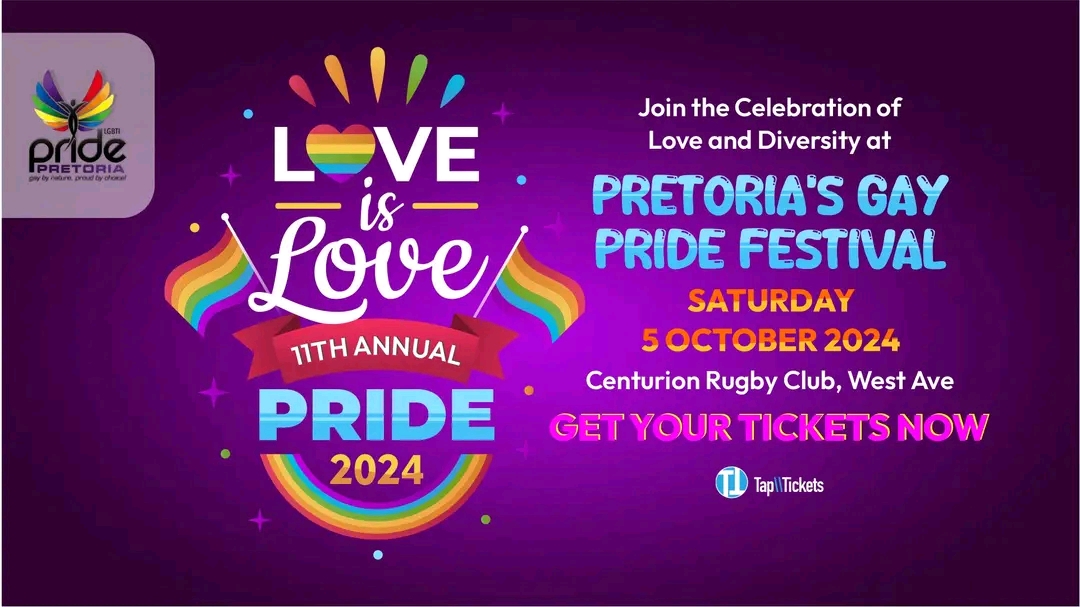 LGBTI
pride
PRETORIA
gay by nature, proud by choice!
LOVE
is
Love
11TH ANNUAL
PRIDE
2024
Join the Celebration of
Love and Diversity at
PRETORIA'S GAY
PRIDE FESTIVAL
SATURDAY
5 OCTOBER 2024
Centurion Rugby Club, West Ave
GET YOUR TICKETS NOW
TT Tap\\Tickets